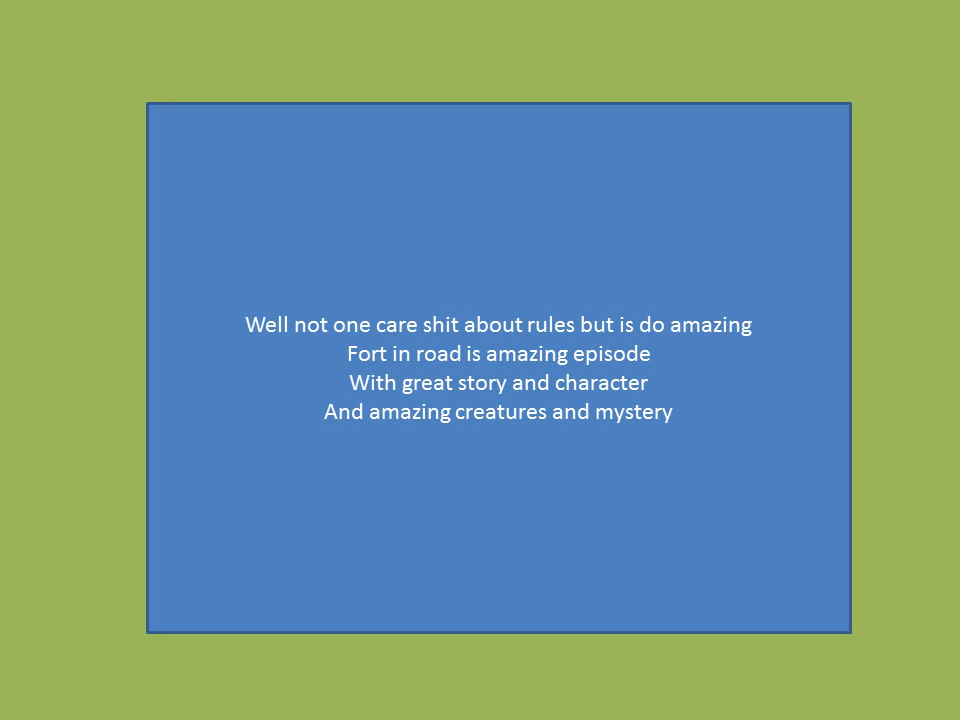 Well not one care shit about rules but is do amazing
Fort in road is amazing episode
With great story and character
And amazing creatures and mystery